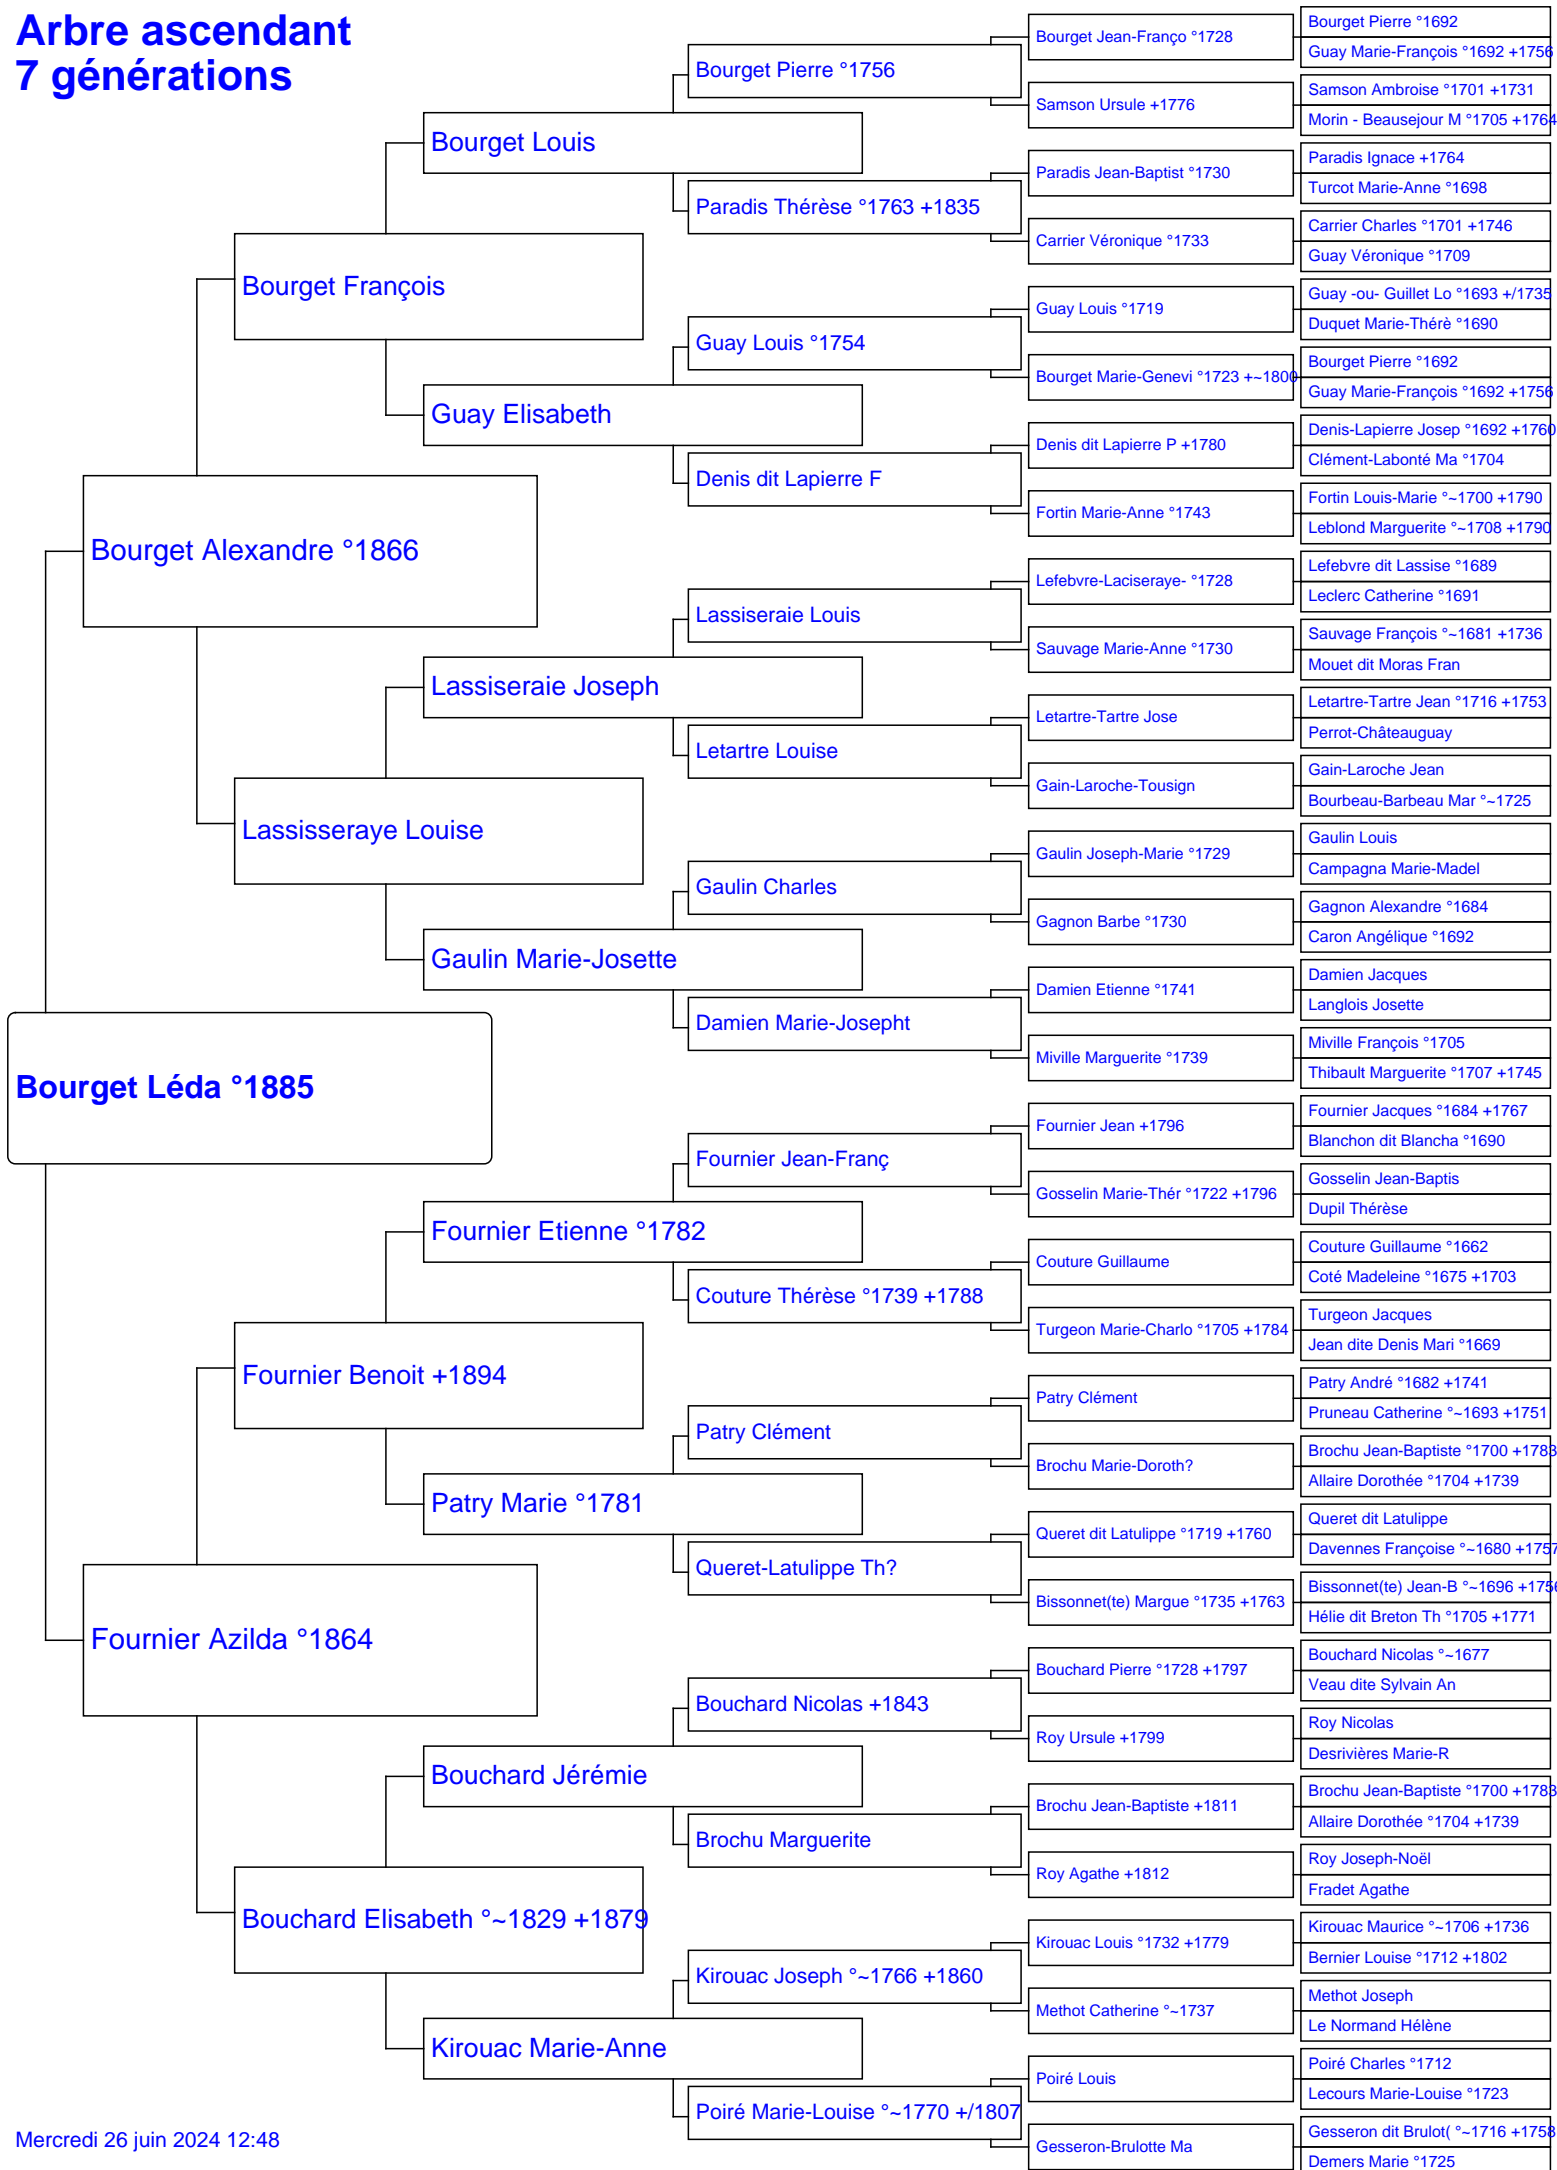 Arbre ascendant
7 générations
Bourget Léda °1885
Bourget Alexandre °1866
Fournier Azilda °1864
Bourget François
Lassisseraye Louise
Fournier Benoit +1894
Bouchard Elisabeth °~1829 +1879
Bourget Louis
Guay Elisabeth
Lassiseraie Joseph
Gaulin Marie-Josette
Fournier Etienne °1782
Patry Marie °1781
Bouchard Jérémie
Kirouac Marie-Anne
Bourget Pierre °1756
Paradis Thérèse °1763 +1835
Guay Louis °1754
Denis dit Lapierre F
Lassiseraie Louis
Letartre Louise
Gaulin Charles
Damien Marie-Josepht
Fournier Jean-Franç
Couture Thérèse °1739 +1788
Patry Clément
Queret-Latulippe Th?
Bouchard Nicolas +1843
Brochu Marguerite
Kirouac Joseph °~1766 +1860
Poiré Marie-Louise °~1770 +/1807
Bourget Jean-Franço °1728
Samson Ursule +1776
Paradis Jean-Baptist °1730
Carrier Véronique °1733
Guay Louis °1719
Bourget Marie-Genevi °1723 +~1800
Denis dit Lapierre P +1780
Fortin Marie-Anne °1743
Lefebvre-Laciseraye- °1728
Sauvage Marie-Anne °1730
Letartre-Tartre Jose
Gain-Laroche-Tousign
Gaulin Joseph-Marie °1729
Gagnon Barbe °1730
Damien Etienne °1741
Miville Marguerite °1739
Fournier Jean +1796
Gosselin Marie-Thér °1722 +1796
Couture Guillaume
Turgeon Marie-Charlo °1705 +1784
Patry Clément
Brochu Marie-Doroth?
Queret dit Latulippe °1719 +1760
Bissonnet(te) Margue °1735 +1763
Bouchard Pierre °1728 +1797
Roy Ursule +1799
Brochu Jean-Baptiste +1811
Roy Agathe +1812
Kirouac Louis °1732 +1779
Methot Catherine °~1737
Poiré Louis
Gesseron-Brulotte Ma
Bourget Pierre °1692
Guay Marie-François °1692 +1756
Samson Ambroise °1701 +1731
Morin - Beausejour M °1705 +1764
Paradis Ignace +1764
Turcot Marie-Anne °1698
Carrier Charles °1701 +1746
Guay Véronique °1709
Guay -ou- Guillet Lo °1693 +/1735
Duquet Marie-Thérè °1690
Bourget Pierre °1692
Guay Marie-François °1692 +1756
Denis-Lapierre Josep °1692 +1760
Clément-Labonté Ma °1704
Fortin Louis-Marie °~1700 +1790
Leblond Marguerite °~1708 +1790
Lefebvre dit Lassise °1689
Leclerc Catherine °1691
Sauvage François °~1681 +1736
Mouet dit Moras Fran
Letartre-Tartre Jean °1716 +1753
Perrot-Châteauguay
Gain-Laroche Jean
Bourbeau-Barbeau Mar °~1725
Gaulin Louis
Campagna Marie-Madel
Gagnon Alexandre °1684
Caron Angélique °1692
Damien Jacques
Langlois Josette
Miville François °1705
Thibault Marguerite °1707 +1745
Fournier Jacques °1684 +1767
Blanchon dit Blancha °1690
Gosselin Jean-Baptis
Dupil Thérèse
Couture Guillaume °1662
Coté Madeleine °1675 +1703
Turgeon Jacques
Jean dite Denis Mari °1669
Patry André °1682 +1741
Pruneau Catherine °~1693 +1751
Brochu Jean-Baptiste °1700 +1783
Allaire Dorothée °1704 +1739
Queret dit Latulippe
Davennes Françoise °~1680 +1757
Bissonnet(te) Jean-B °~1696 +1756
Hélie dit Breton Th °1705 +1771
Bouchard Nicolas °~1677
Veau dite Sylvain An
Roy Nicolas
Desrivières Marie-R
Brochu Jean-Baptiste °1700 +1783
Allaire Dorothée °1704 +1739
Roy Joseph-Noël
Fradet Agathe
Kirouac Maurice °~1706 +1736
Bernier Louise °1712 +1802
Methot Joseph
Le Normand Hélène
Poiré Charles °1712
Lecours Marie-Louise °1723
Gesseron dit Brulot( °~1716 +1758
Demers Marie °1725
Mercredi 26 juin 2024 12:48